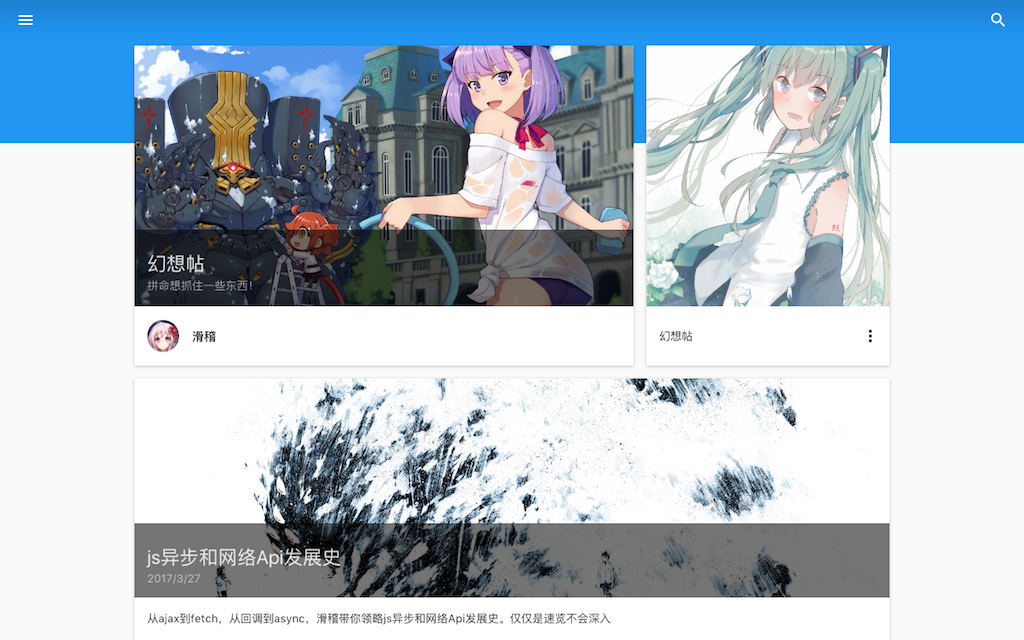 幻想帖
拼命想抓住一些东西！
滑稽
幻想帖
js异步和网络Api发展史
2017/3/27
从ajax到fetch，从回调到async，滑稽带你领略js异步和网络Api发展史。仅仅是速览不会深入